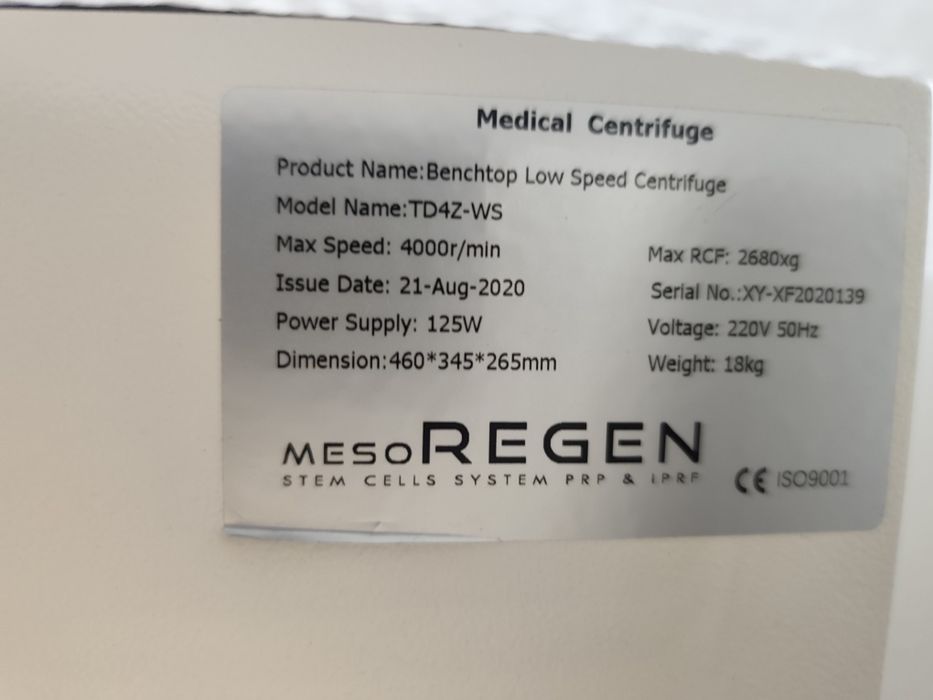 Medical Centrifuge
Product Name:Benchtop Low Speed Centrifuge
Model Name:TD4Z-WS
Max Speed: 4000r/min
Max RCF: 2680xg
Issue Date: 21-Aug-2020
Serial No.:XY-XF2020139
Power Supply: 125W
Voltage: 220V 50Hz
Dimension:460*345*265mm
Weight: 18kg
MESOREGEN
STEM CELLS SYSTEM PRP & IPRF
CE ISO9001